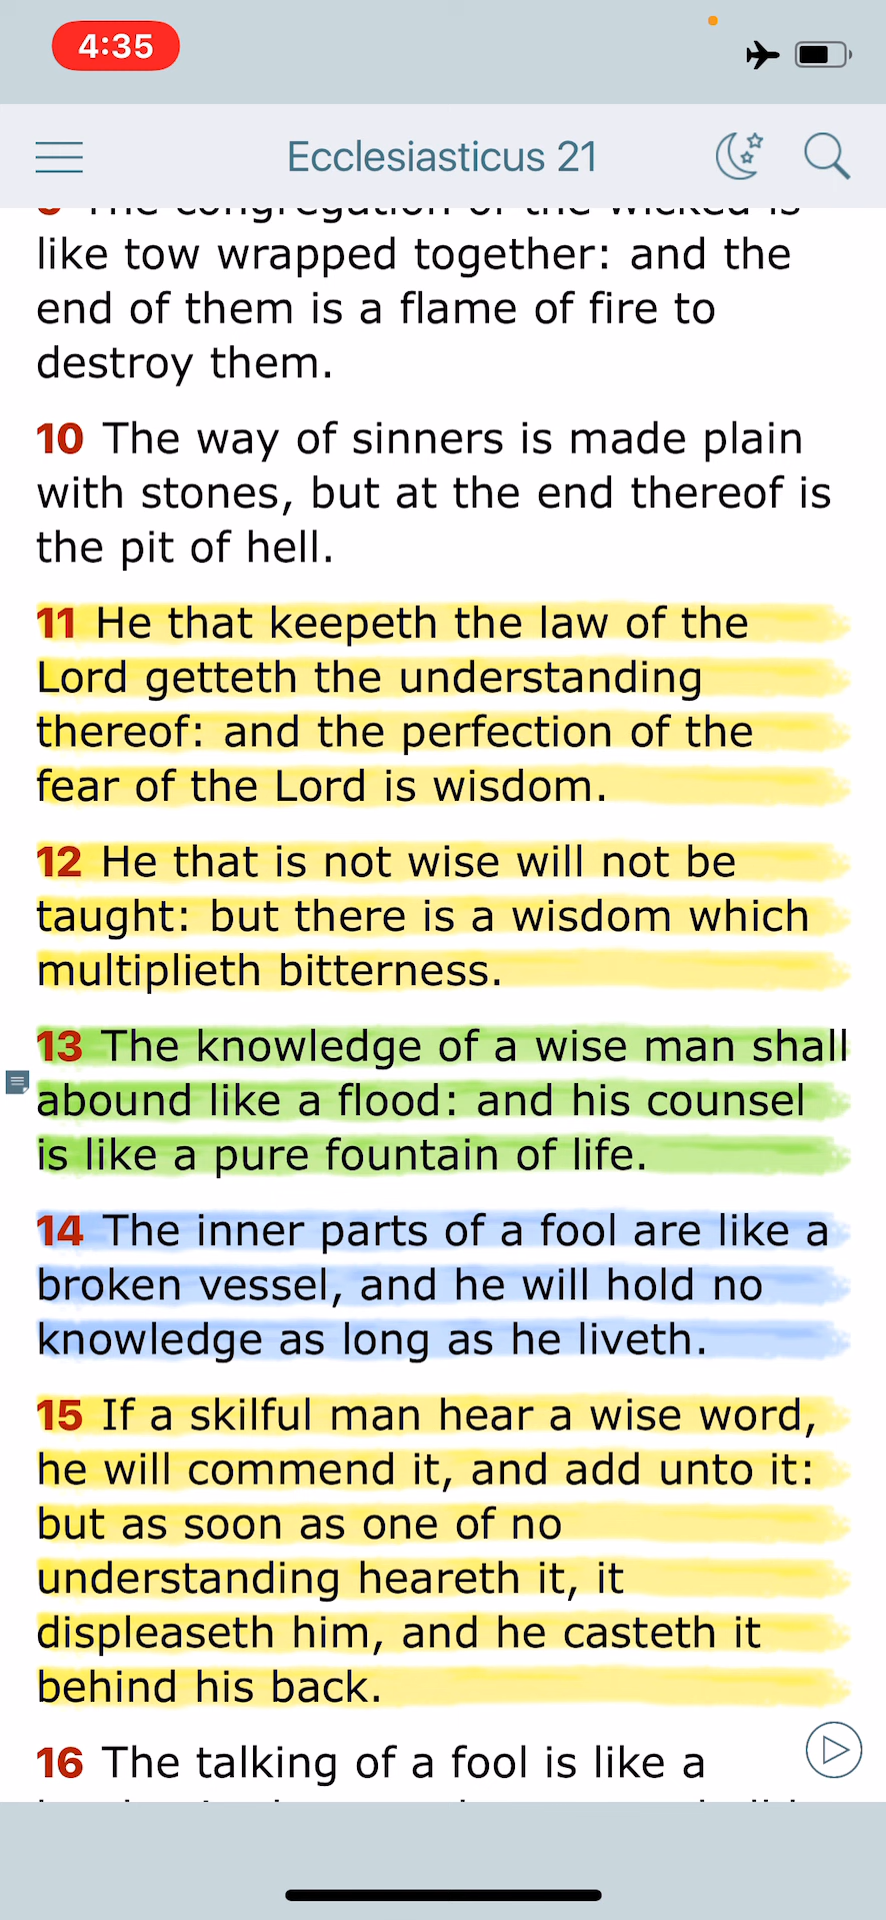 4:35
Ecclesiasticus 21
9 The congregation of the wicked is
like tow wrapped together: and the
end of them is a flame of fire to
destroy them.
10 The way of sinners is made plain
with stones, but at the end thereof is
the pit of hell.
11 He that keepeth the law of the
Lord getteth the understanding
thereof: and the perfection of the
fear of the Lord is wisdom.
12 He that is not wise will not be
taught: but there is a wisdom which
multiplieth bitterness.
13 The knowledge of a wise man shall
abound like a flood: and his counsel
is like a pure fountain of life.
14 The inner parts of a fool are like a
broken vessel, and he will hold no
knowledge as long as he liveth.
15 If a skilful man hear a wise word,
he will commend it, and add unto it:
but as soon as one of no
understanding heareth it, it
displeaseth him, and he casteth it
behind his back.
16 The talking of a fool is like a